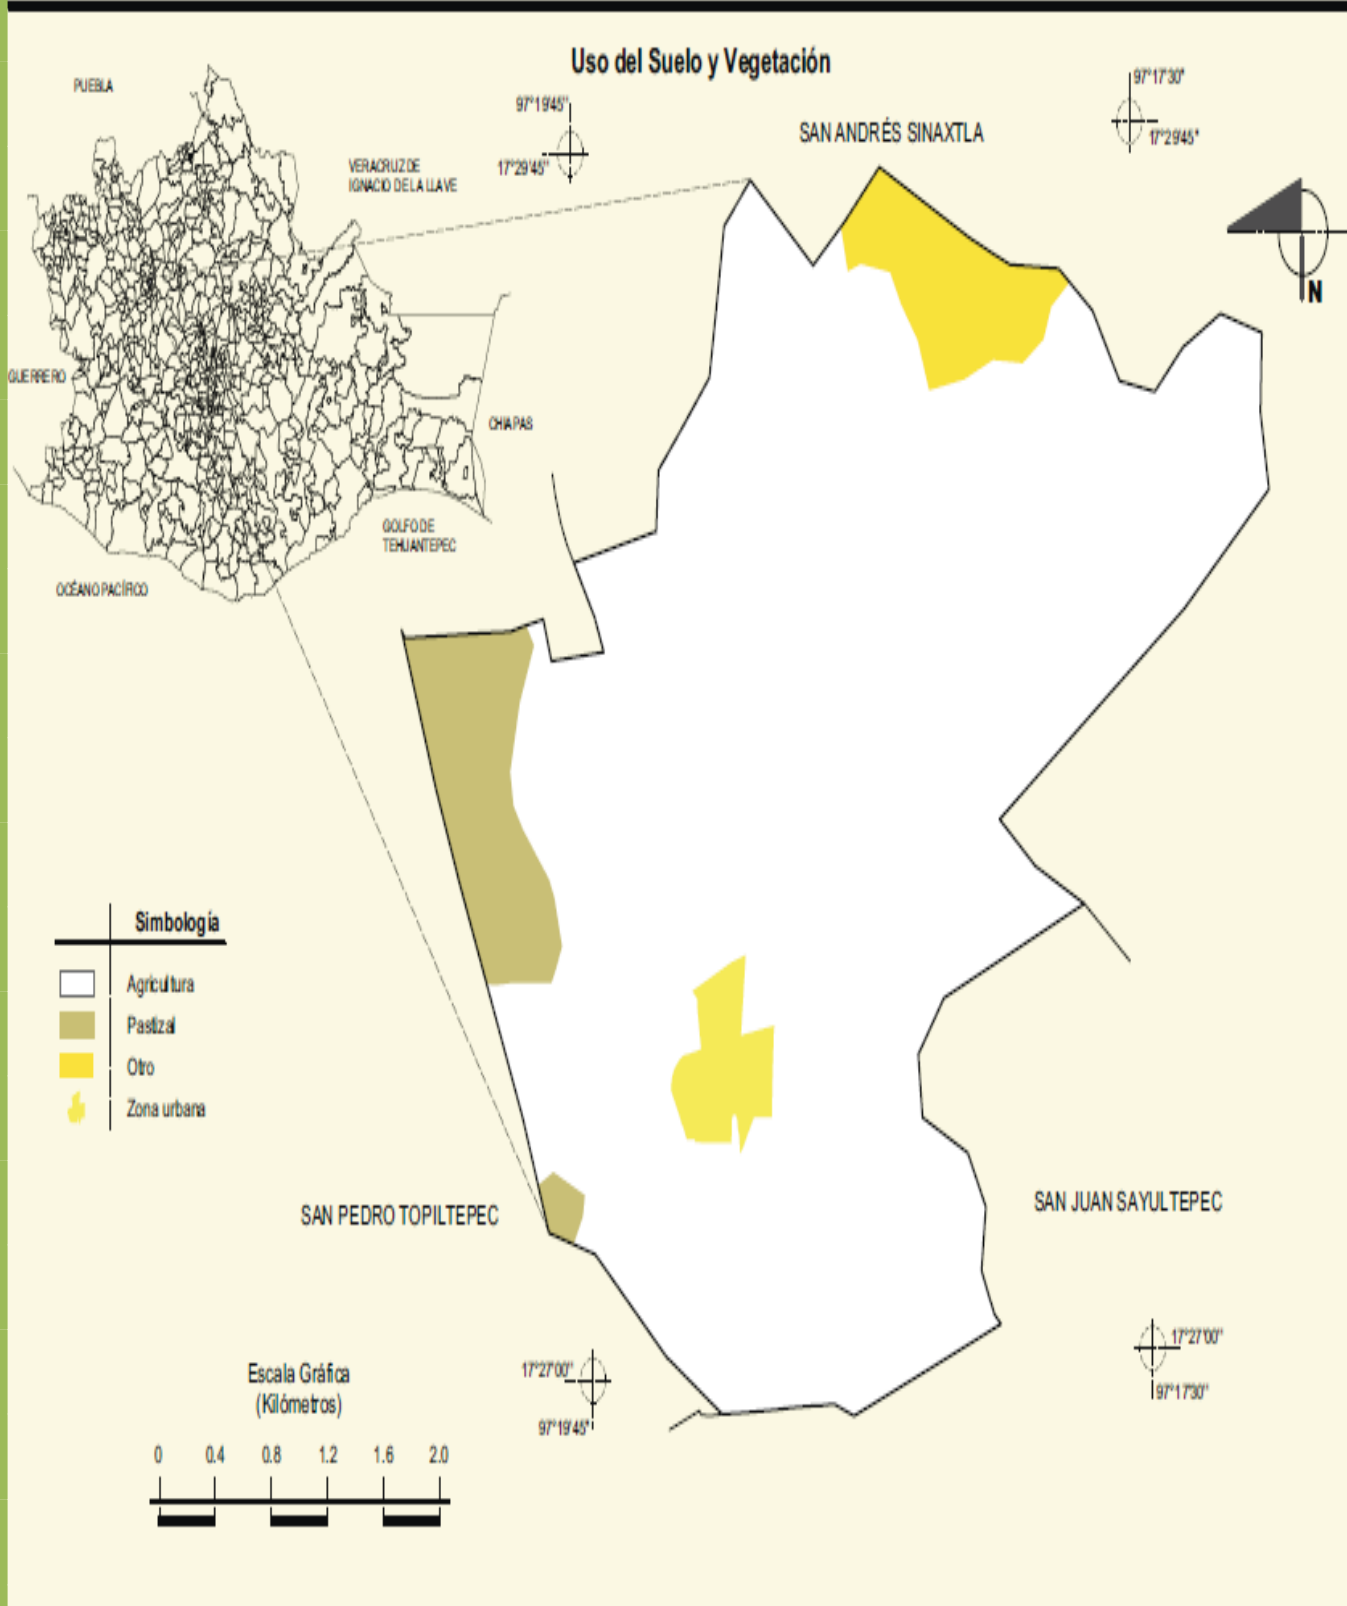 Uso del Suelo y Vegetación
PUEBLA
97°19'45"
97°17'30"
SAN ANDRÉS SINAXTLA
17°29'45"
17°29'45"
VERACRUZ DE
IGNACIO DE LA LLAVE
N
GUERRERO
CHIAPAS
GOLFO DE
TEHUANTEPEC
OCÉANO PACÍFICO
Simbología
Agricultura
Pastizal
Otro
Zona urbana
SAN PEDRO TOPILTEPEC
SAN JUAN SAYULTEPEC
17°27'00"
97°17'30"
17°27'00"
97°19'45"
Escala Gráfica
(Kilómetros)
0 0.4 0.8 1.2 1.6 2.0